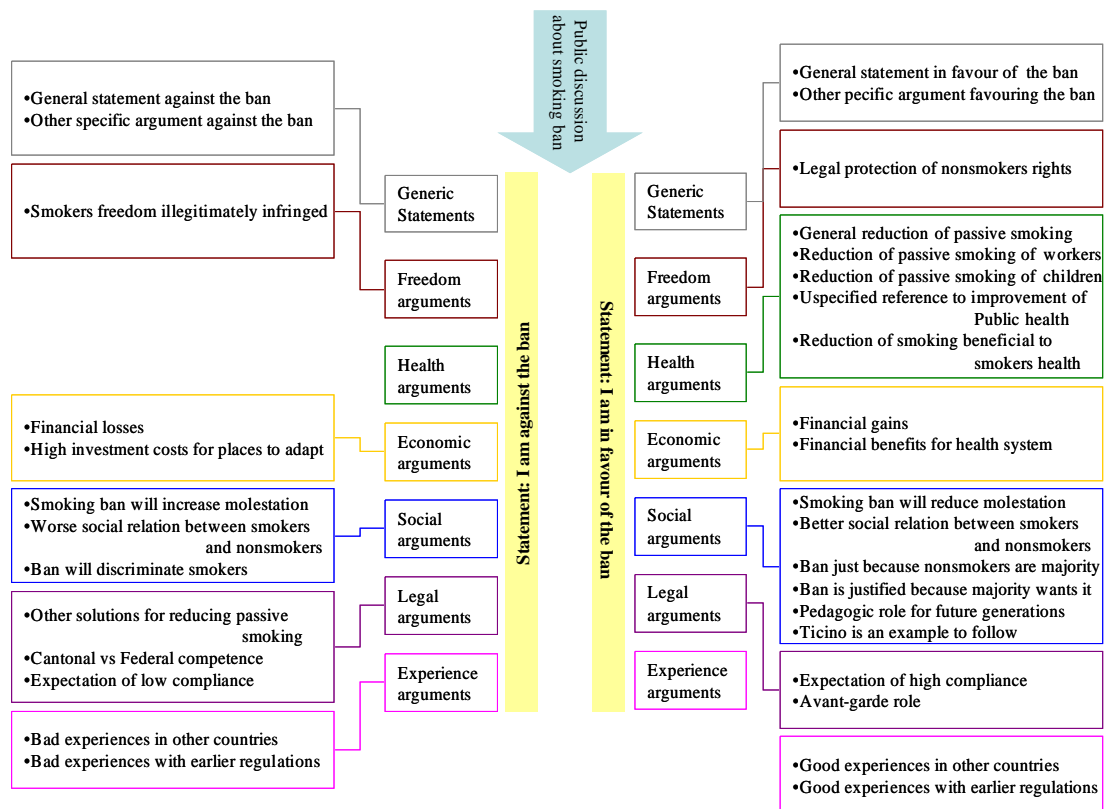 Public discussion
about smoking ban
•General statement against the ban
•Other specific argument against the ban
•Smokers freedom illegitimately infringed
•Financial losses
•High investment costs for places to adapt
•Smoking ban will increase molestation
•Worse social relation between smokers
and nonsmokers
•Ban will discriminate smokers
•Other solutions for reducing passive
smoking
•Cantonal vs Federal competence
•Expectation of low compliance
•Bad experiences in other countries
•Bad experiences with earlier regulations
Generic
Statements
Freedom
arguments
Health
arguments
Economic
arguments
Social
arguments
Legal
arguments
Experience
arguments
Statement: I am against the ban
Statement: I am in favour of the ban
Generic
Statements
Freedom
arguments
Health
arguments
Economic
arguments
Social
arguments
Legal
arguments
Experience
arguments
•General statement in favour of the ban
•Other pecific argument favouring the ban
•Legal protection of nonsmokers rights
•General reduction of passive smoking
•Reduction of passive smoking of workers
•Reduction of passive smoking of children
•Uspecified reference to improvement of
Public health
•Reduction of smoking beneficial to
smokers health
•Financial gains
•Financial benefits for health system
•Smoking ban will reduce molestation
•Better social relation between smokers
and nonsmokers
•Ban just because nonsmokers are majority
•Ban is justified because majority wants it
•Pedagogic role for future generations
•Ticino is an example to follow
•Expectation of high compliance
•Avant-garde role
•Good experiences in other countries
•Good experiences with earlier regulations